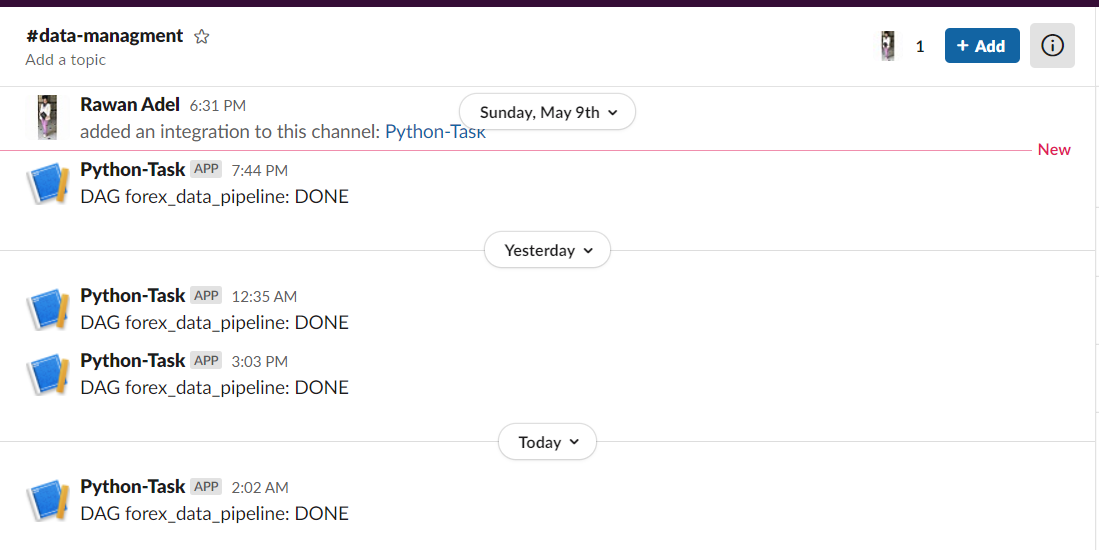 #data-managment
Add a topic
1
+ Add
Rawan Adel 6:31 PM
Sunday, May 9th
added an integration to this channel: Python-Task
New
Python-Task APP 7:44 PM
DAG forex_data_pipeline: DONE
Yesterday
Python-Task APP 12:35 AM
DAG forex_data_pipeline: DONE
Python-Task APP 3:03 PM
DAG forex_data_pipeline: DONE
Today
Python-Task APP 2:02 AM
DAG forex_data_pipeline: DONE